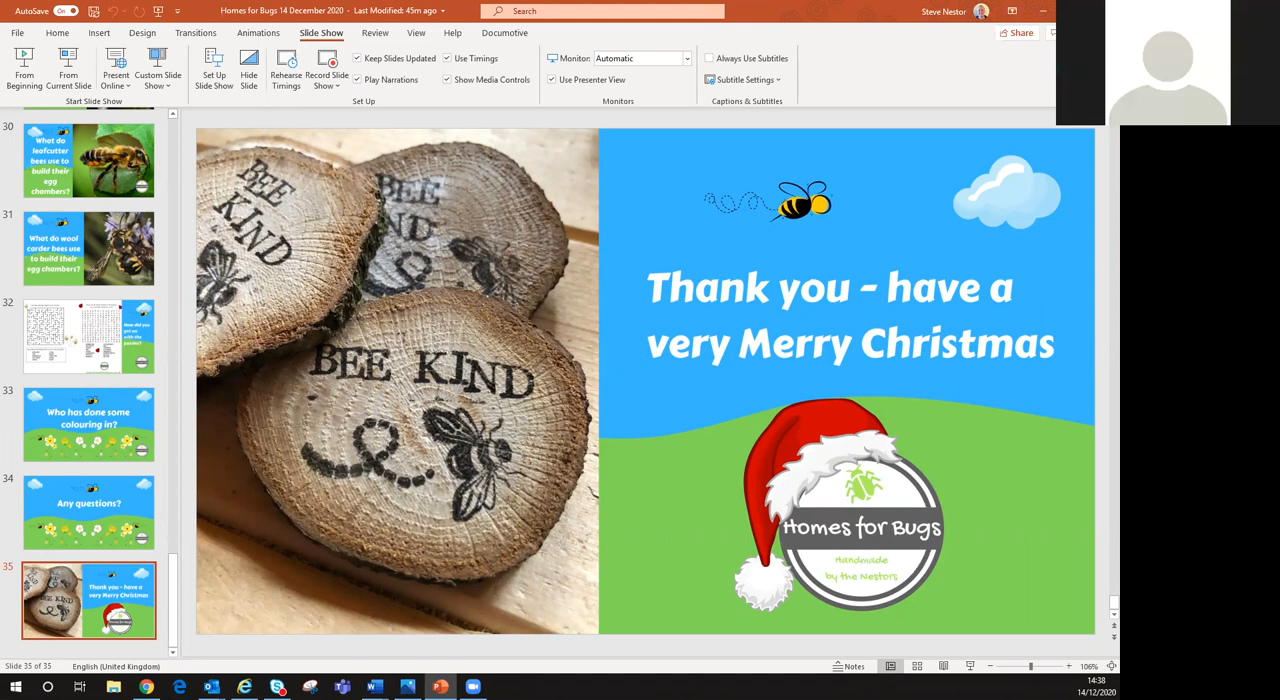 AutoSave
On
Homes for Bugs 14 December 2020 - Last Modified: 45m ago
Search
Steve Nestor
File
Home
Insert
Design
Transitions
Animations
Slide Show
Review
View
Help
Documotive
Share
From
Beginning
From
Current Slide
Present
Online
Custom Slide
Show
Start Slide Show
Set Up
Slide Show
Hide
Slide
Rehearse
Timings
Record Slide
Show
Keep Slides Updated
Play Narrations
Use Timings
Show Media Controls
Set Up
Monitor:
Automatic
Use Presenter View
Monitors
Always Use Subtitles
Subtitle Settings
Captions & Subtitles
30
What do
leafcutter
bees use to
build their
egg
chambers?
31
What do wool
carder bees use
to build their
egg chambers?
32
How did you
get on
with the
puzzles?
33
Who has done some
colouring in?
34
Any questions?
35
BEE KIND
Thank you - have a
very Merry Christmas
Homes for Bugs
BEE
KIND
BEE
ND
BEE KIND
Thank you - have a
very Merry Christmas
Homes for Bugs
Handmade
by the Nestors
Slide 35 of 35
English (United Kingdom)
Notes
106%
14:38
14/12/2020